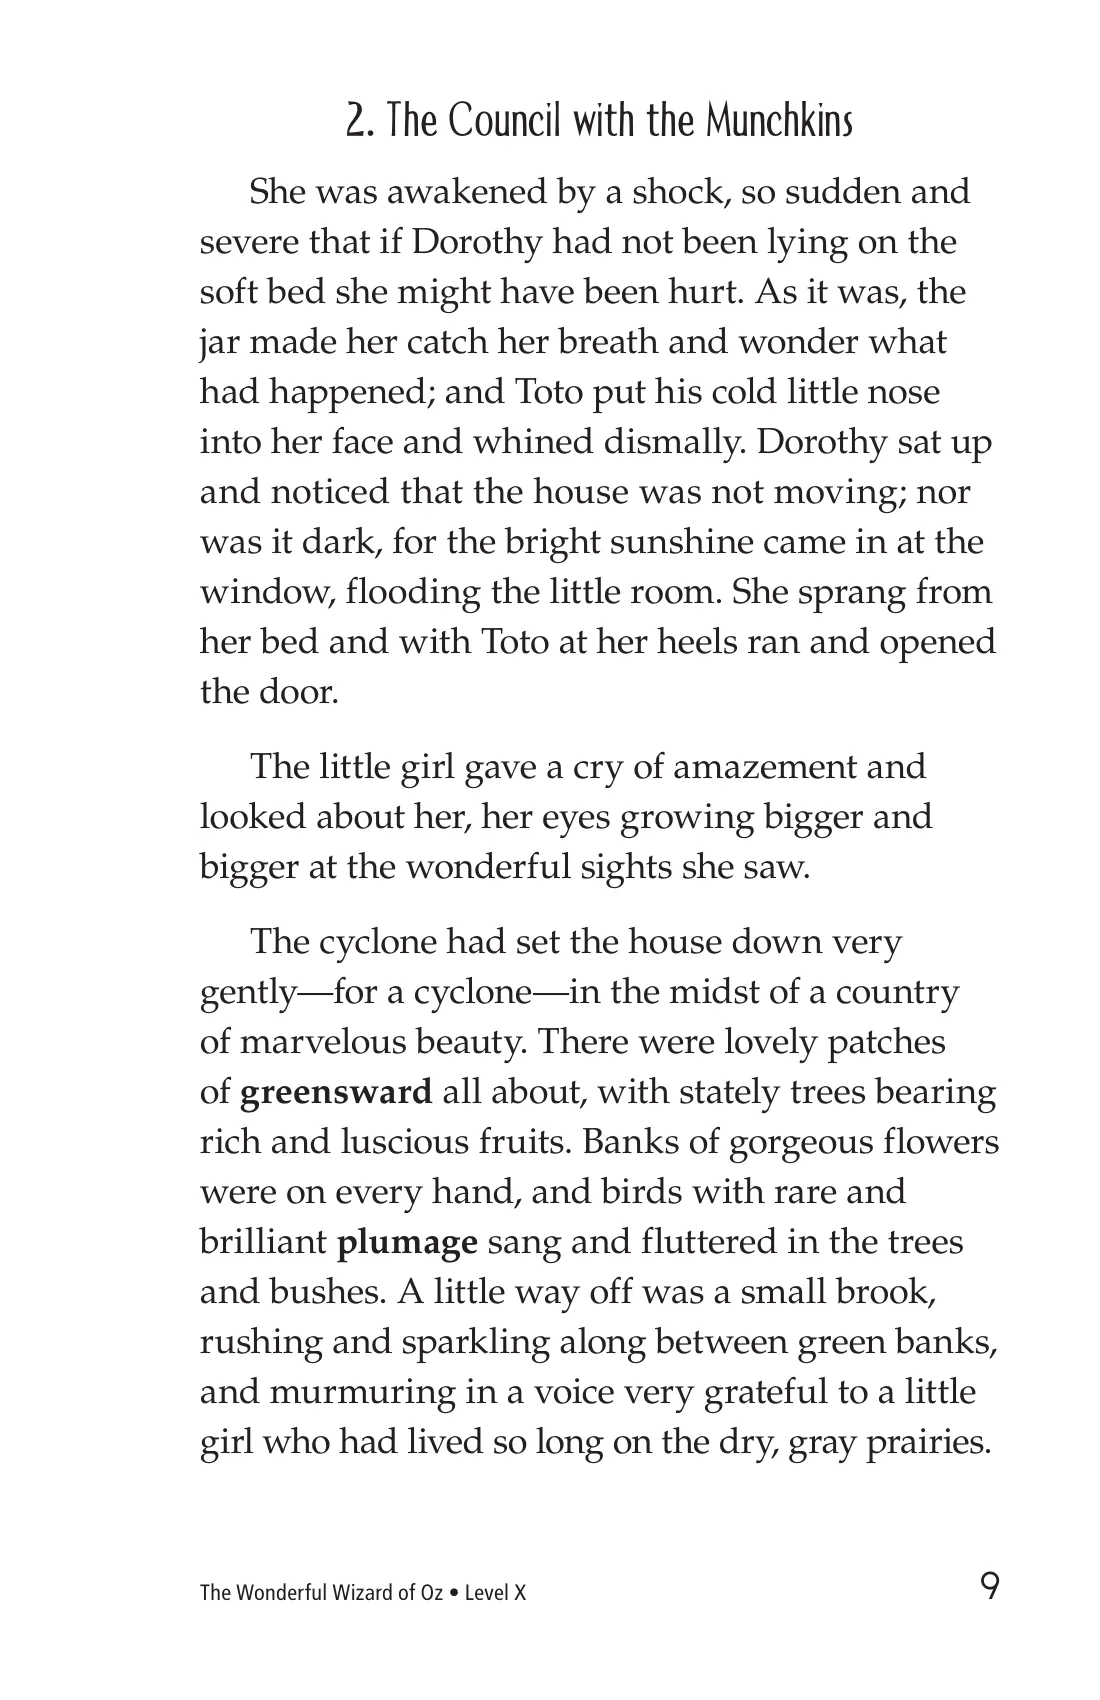 2. The Council with the Munchkins
She was awakened by a shock, so sudden and
severe that if Dorothy had not been lying on the
soft bed she might have been hurt. As it was, the
jar made her catch her breath and wonder what
had happened; and Toto put his cold little nose
into her face and whined dismally. Dorothy sat up
and noticed that the house was not moving; nor
was it dark, for the bright sunshine came in at the
window, flooding the little room. She sprang from
her bed and with Toto at her heels ran and opened
the door.
The little girl gave a cry of amazement and
looked about her, her eyes growing bigger and
bigger at the wonderful sights she saw.
The cyclone had set the house down very
gently—for a cyclone—in the midst of a country
of marvelous beauty. There were lovely patches
of greensward all about, with stately trees bearing
rich and luscious fruits. Banks of gorgeous flowers
were on every hand, and birds with rare and
brilliant plumage sang and fluttered in the trees
and bushes. A little way off was a small brook,
rushing and sparkling along between green banks,
and murmuring in a voice very grateful to a little
girl who had lived so long on the dry, gray prairies.
The Wonderful Wizard of Oz • Level X
9